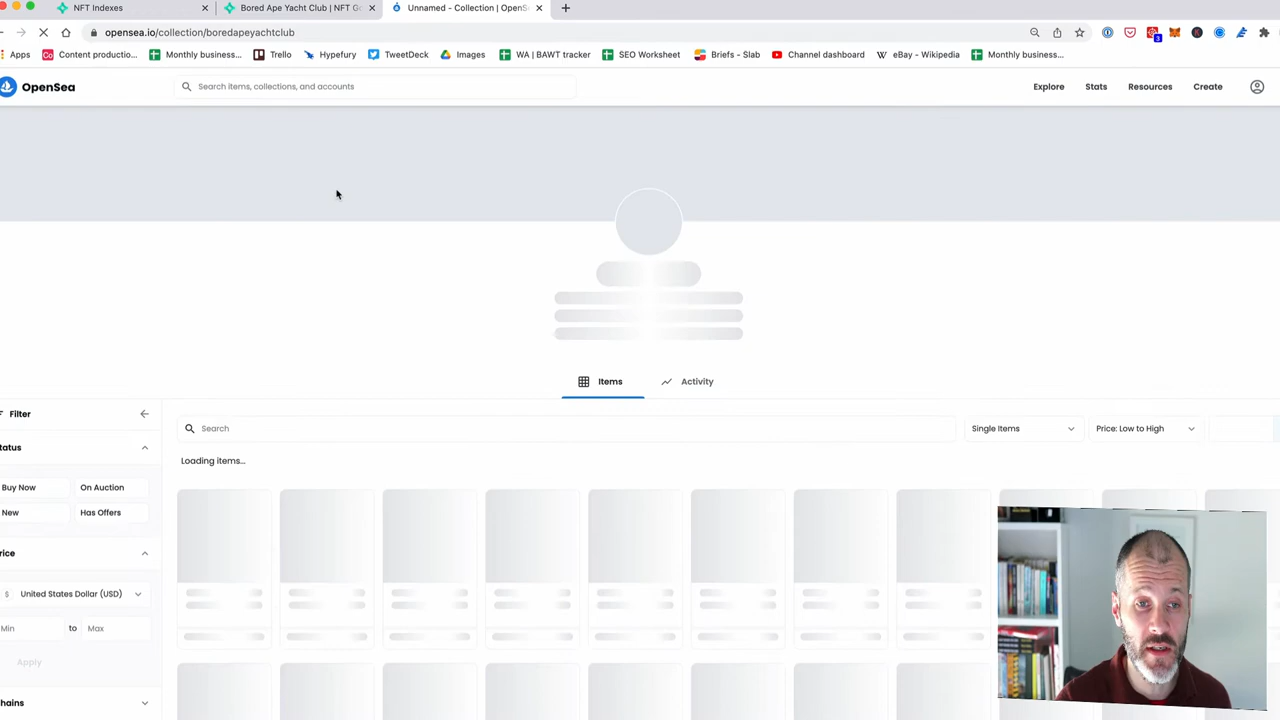 NFT Indexes
Bored Ape Yacht Club | NFT Ge
Unnamed - Collection | OpenS
opensea.io/collection/boredapeyachtclub
Apps
Content productio...
Monthly business...
Trello
Hypefury
TweetDeck
Images
WA | BAWT tracker
SEO Worksheet
Briefs - Slab
Channel dashboard
eBay - Wikipedia
Monthly business...
OpenSea
Search items, collections, and accounts
Explore
Stats
Resources
Create
Items
Activity
Filter
Search
Single Items
Price: Low to High
tatus
Loading items...
Buy Now
On Auction
New
Has Offers
rice
$ United States Dollar (USD)
Min
to
Max
Apply
hains